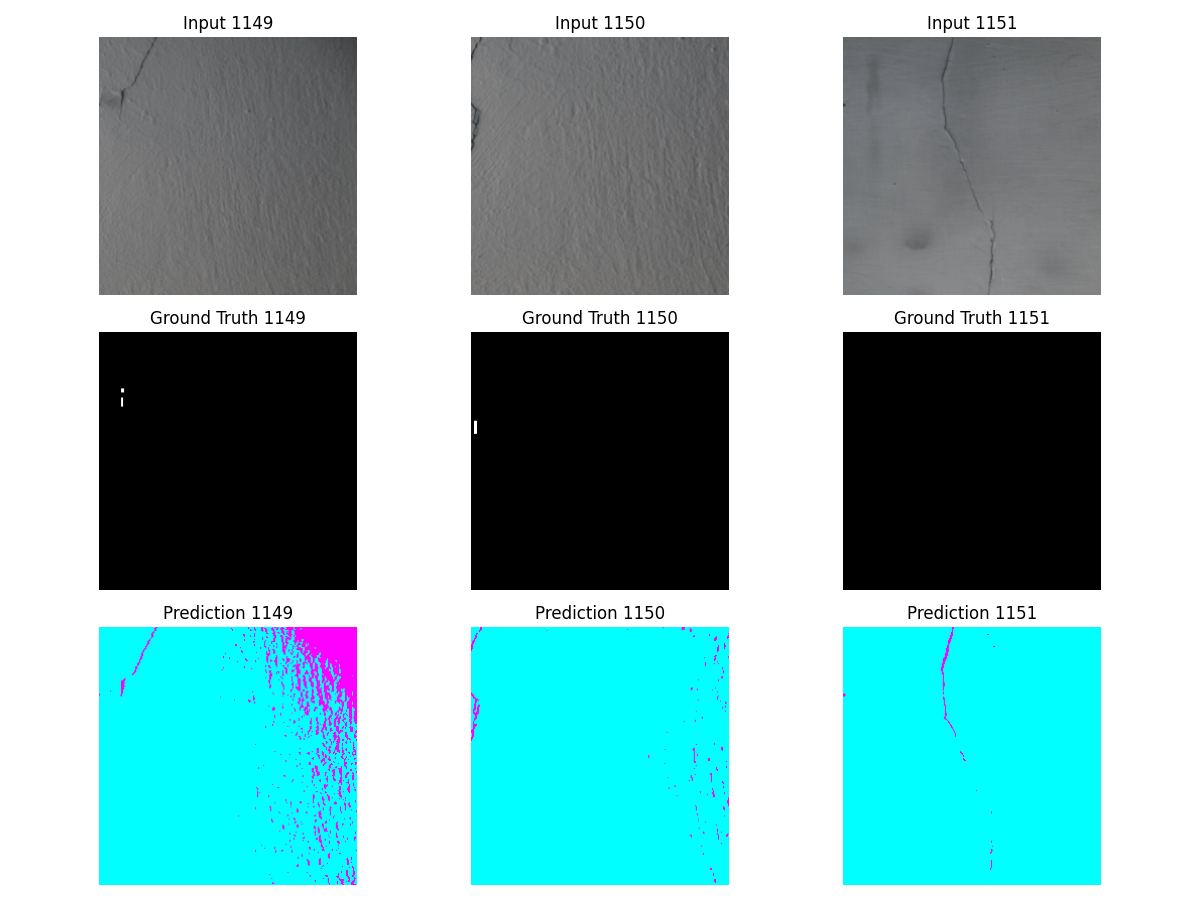 Input 1149
Input 1150
Input 1151
Ground Truth 1149
Ground Truth 1150
Ground Truth 1151
Prediction 1149
Prediction 1150
Prediction 1151